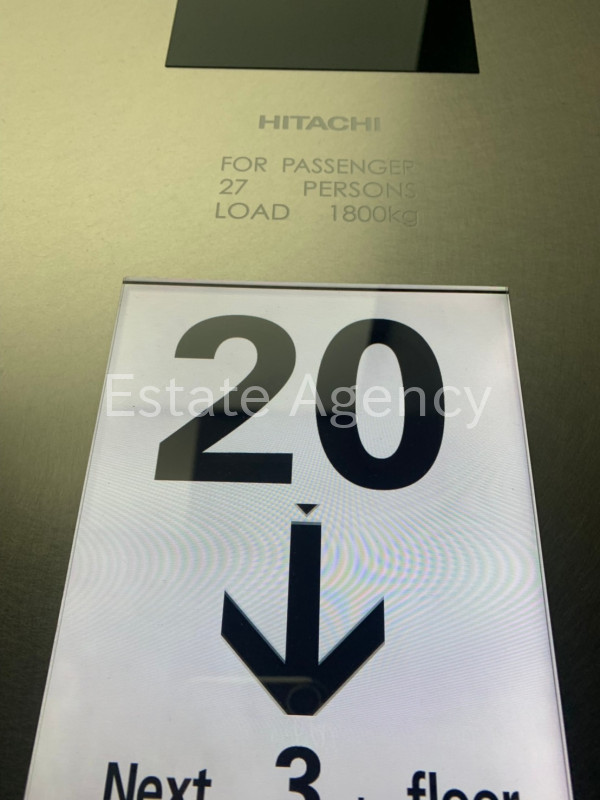 HITACHI
FOR PASSENGER
27 PERSONS
LOAD 1800kg
20
Estate Agency
Next 3 floor